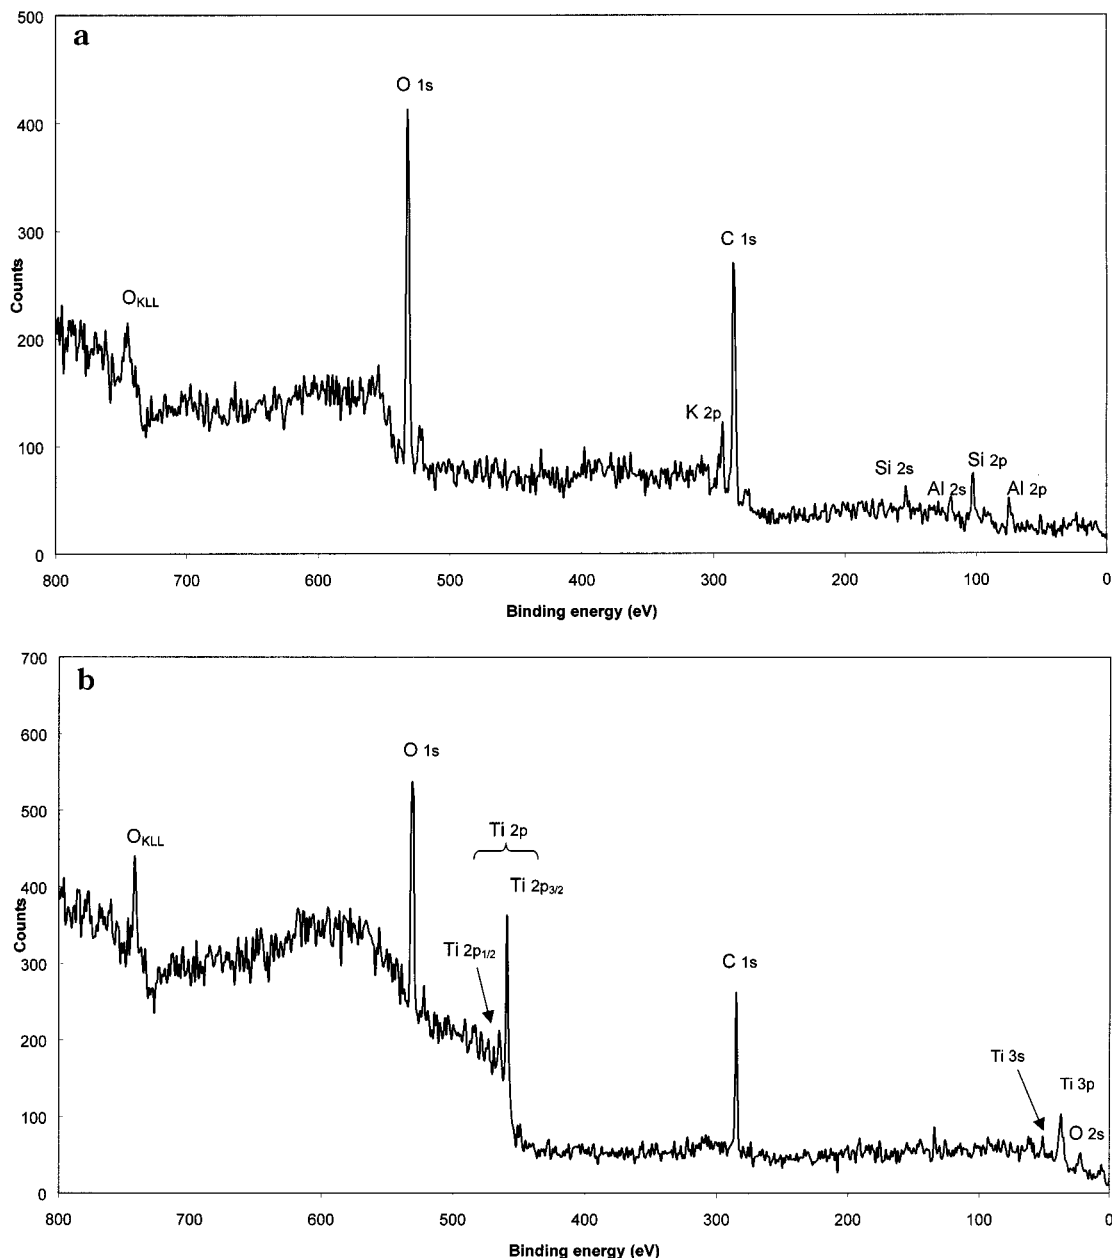 a
500
400
300
200
100
0
Counts
O 1s
C 1s
OKLL
K 2p
Si 2s
Si 2p
Al 2s
Al 2p
800 700 600 500 400 300 200 100 0
Binding energy (eV)
b
700
600
500
400
300
200
100
0
Counts
O 1s
OKLL
Ti 2p
Ti 2p3/2
Ti 2p1/2
C 1s
Ti 3s
Ti 3p
O 2s
800 700 600 500 400 300 200 100 0
Binding energy (eV)